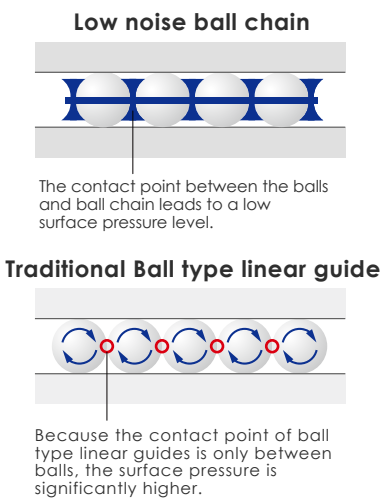 Low noise ball chain
The contact point between the balls
and ball chain leads to a low
surface pressure level.
Traditional Ball type linear guide
Because the contact point of ball
type linear guides is only between
balls, the surface pressure is
significantly higher.